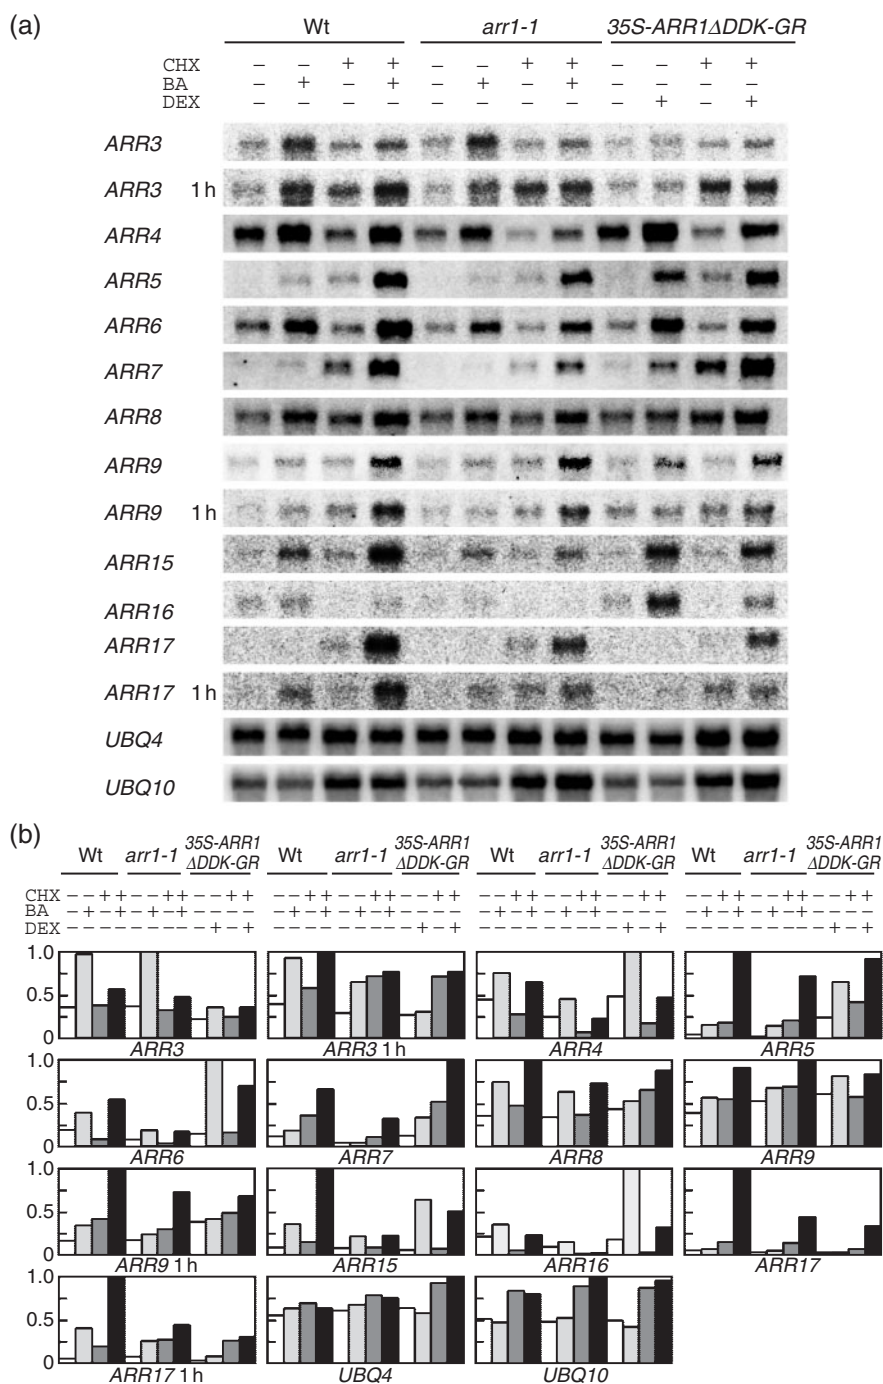 (a)
Wt arr1-1 35S-ARR1ΔDDK-GR
CHX – – + + – – + + – – + +
BA – + – + – + – + – – – –
DEX – – – – – – – – – + – +
ARR3
ARR3 1 h
ARR4
ARR5
ARR6
ARR7
ARR8
ARR9
ARR9 1 h
ARR15
ARR16
ARR17
ARR17 1 h
UBQ4
UBQ10
(b)
Wt arr1-1 35S-ARR1 ΔDDK-GR Wt arr1-1 35S-ARR1 ΔDDK-GR Wt arr1-1 35S-ARR1 ΔDDK-GR Wt arr1-1 35S-ARR1 ΔDDK-GR
CHX – – + + – – + + – – + + – – + + – – + + – – + + – – + + – – + + – – + + – – + + – – + + – – + +
BA – + – + – + – + – – – – – + – + – + – + – – – – – + – + – + – + – – – – – + – + – + – + – – – –
DEX – – – – – – – – – + – + – – – – – – – – – + – + – – – – – – – – – + – + – – – – – – – – – + – +
1.0
0.5
0
ARR3 ARR3 1 h ARR4 ARR5
1.0
0.5
0
ARR6 ARR7 ARR8 ARR9
1.0
0.5
0
ARR9 1 h ARR15 ARR16 ARR17
1.0
0.5
0
ARR17 1 h UBQ4 UBQ10